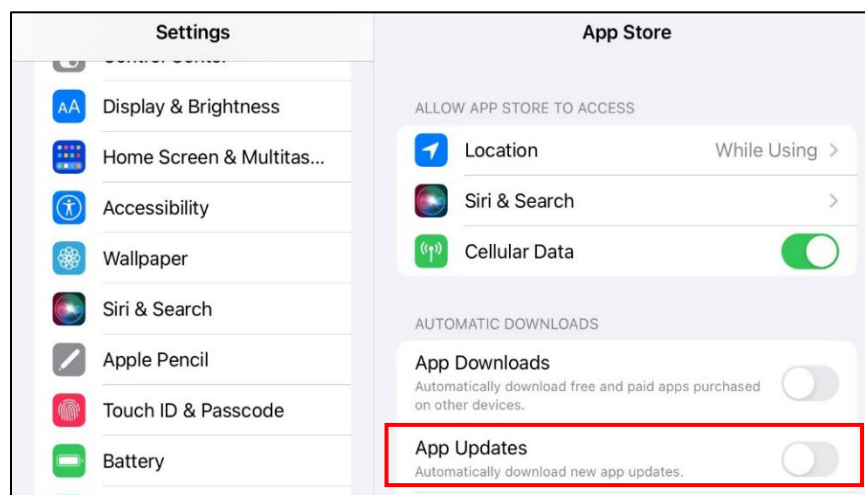 Settings
Control Center
Display & Brightness
Home Screen & Multitas...
Accessibility
Wallpaper
Siri & Search
Apple Pencil
Touch ID & Passcode
Battery
App Store
ALLOW APP STORE TO ACCESS
Location While Using
Siri & Search
Cellular Data
AUTOMATIC DOWNLOADS
App Downloads
Automatically download free and paid apps purchased
on other devices.
App Updates
Automatically download new app updates.